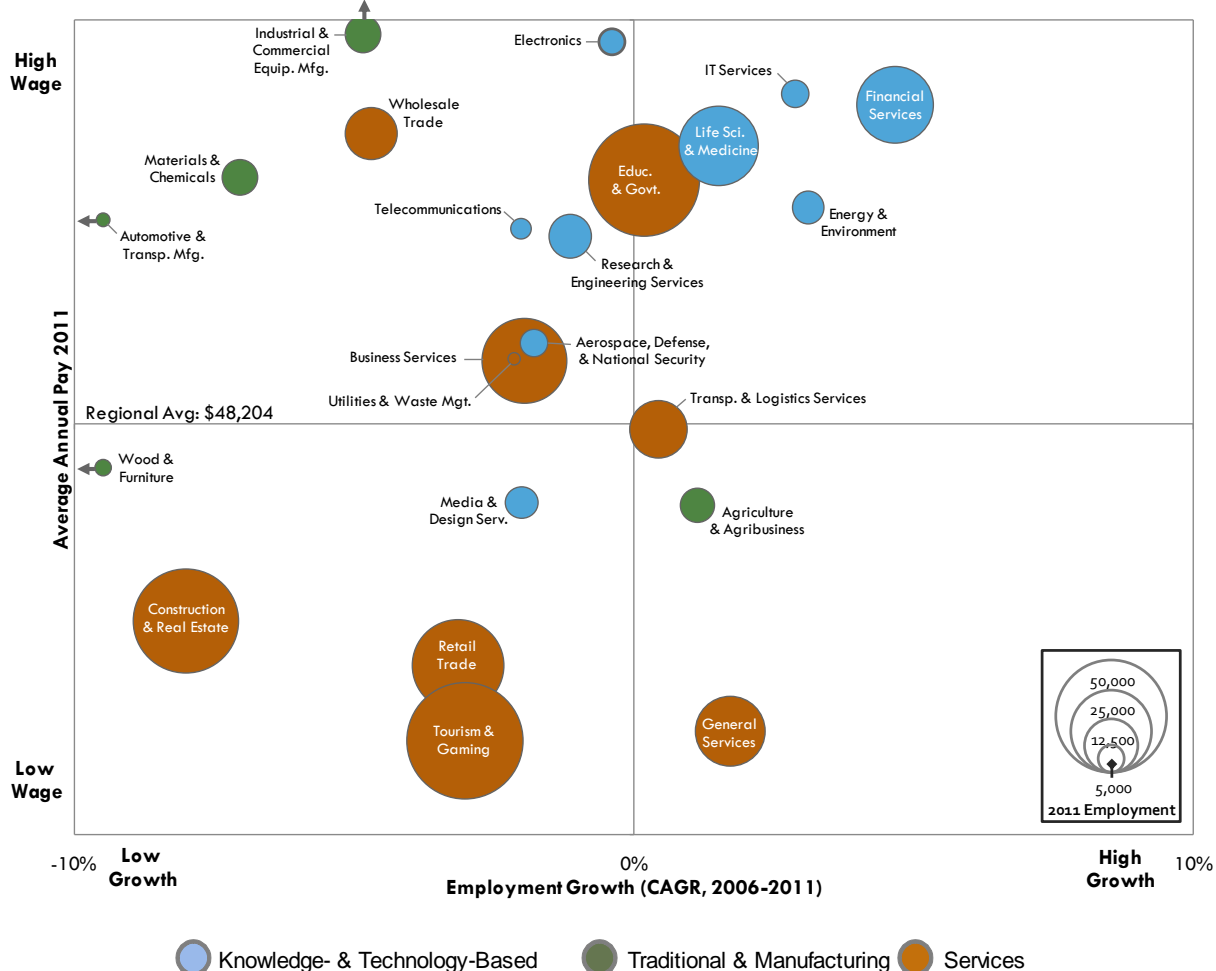 High
Wage
Industrial &
Commercial
Equip. Mfg.
Electronics
IT Services
Financial
Services
Wholesale
Trade
Life Sci.
& Medicine
Materials &
Chemicals
Educ.
& Govt.
Telecommunications
Energy &
Environment
Automotive &
Transp. Mfg.
Research &
Engineering Services
Business Services
Aerospace, Defense,
& National Security
Utilities & Waste Mgt.
Transp. & Logistics Services
Regional Avg: $48,204
Average Annual Pay 2011
Wood &
Furniture
Media &
Design Serv.
Agriculture
& Agribusiness
Construction
& Real Estate
Retail
Trade
Tourism &
Gaming
General
Services
50,000
25,000
12,500
5,000
2011 Employment
Low
Wage
-10%
Low
Growth
0%
High
Growth
10%
Employment Growth (CAGR, 2006-2011)
Knowledge- & Technology-Based
Traditional & Manufacturing
Services